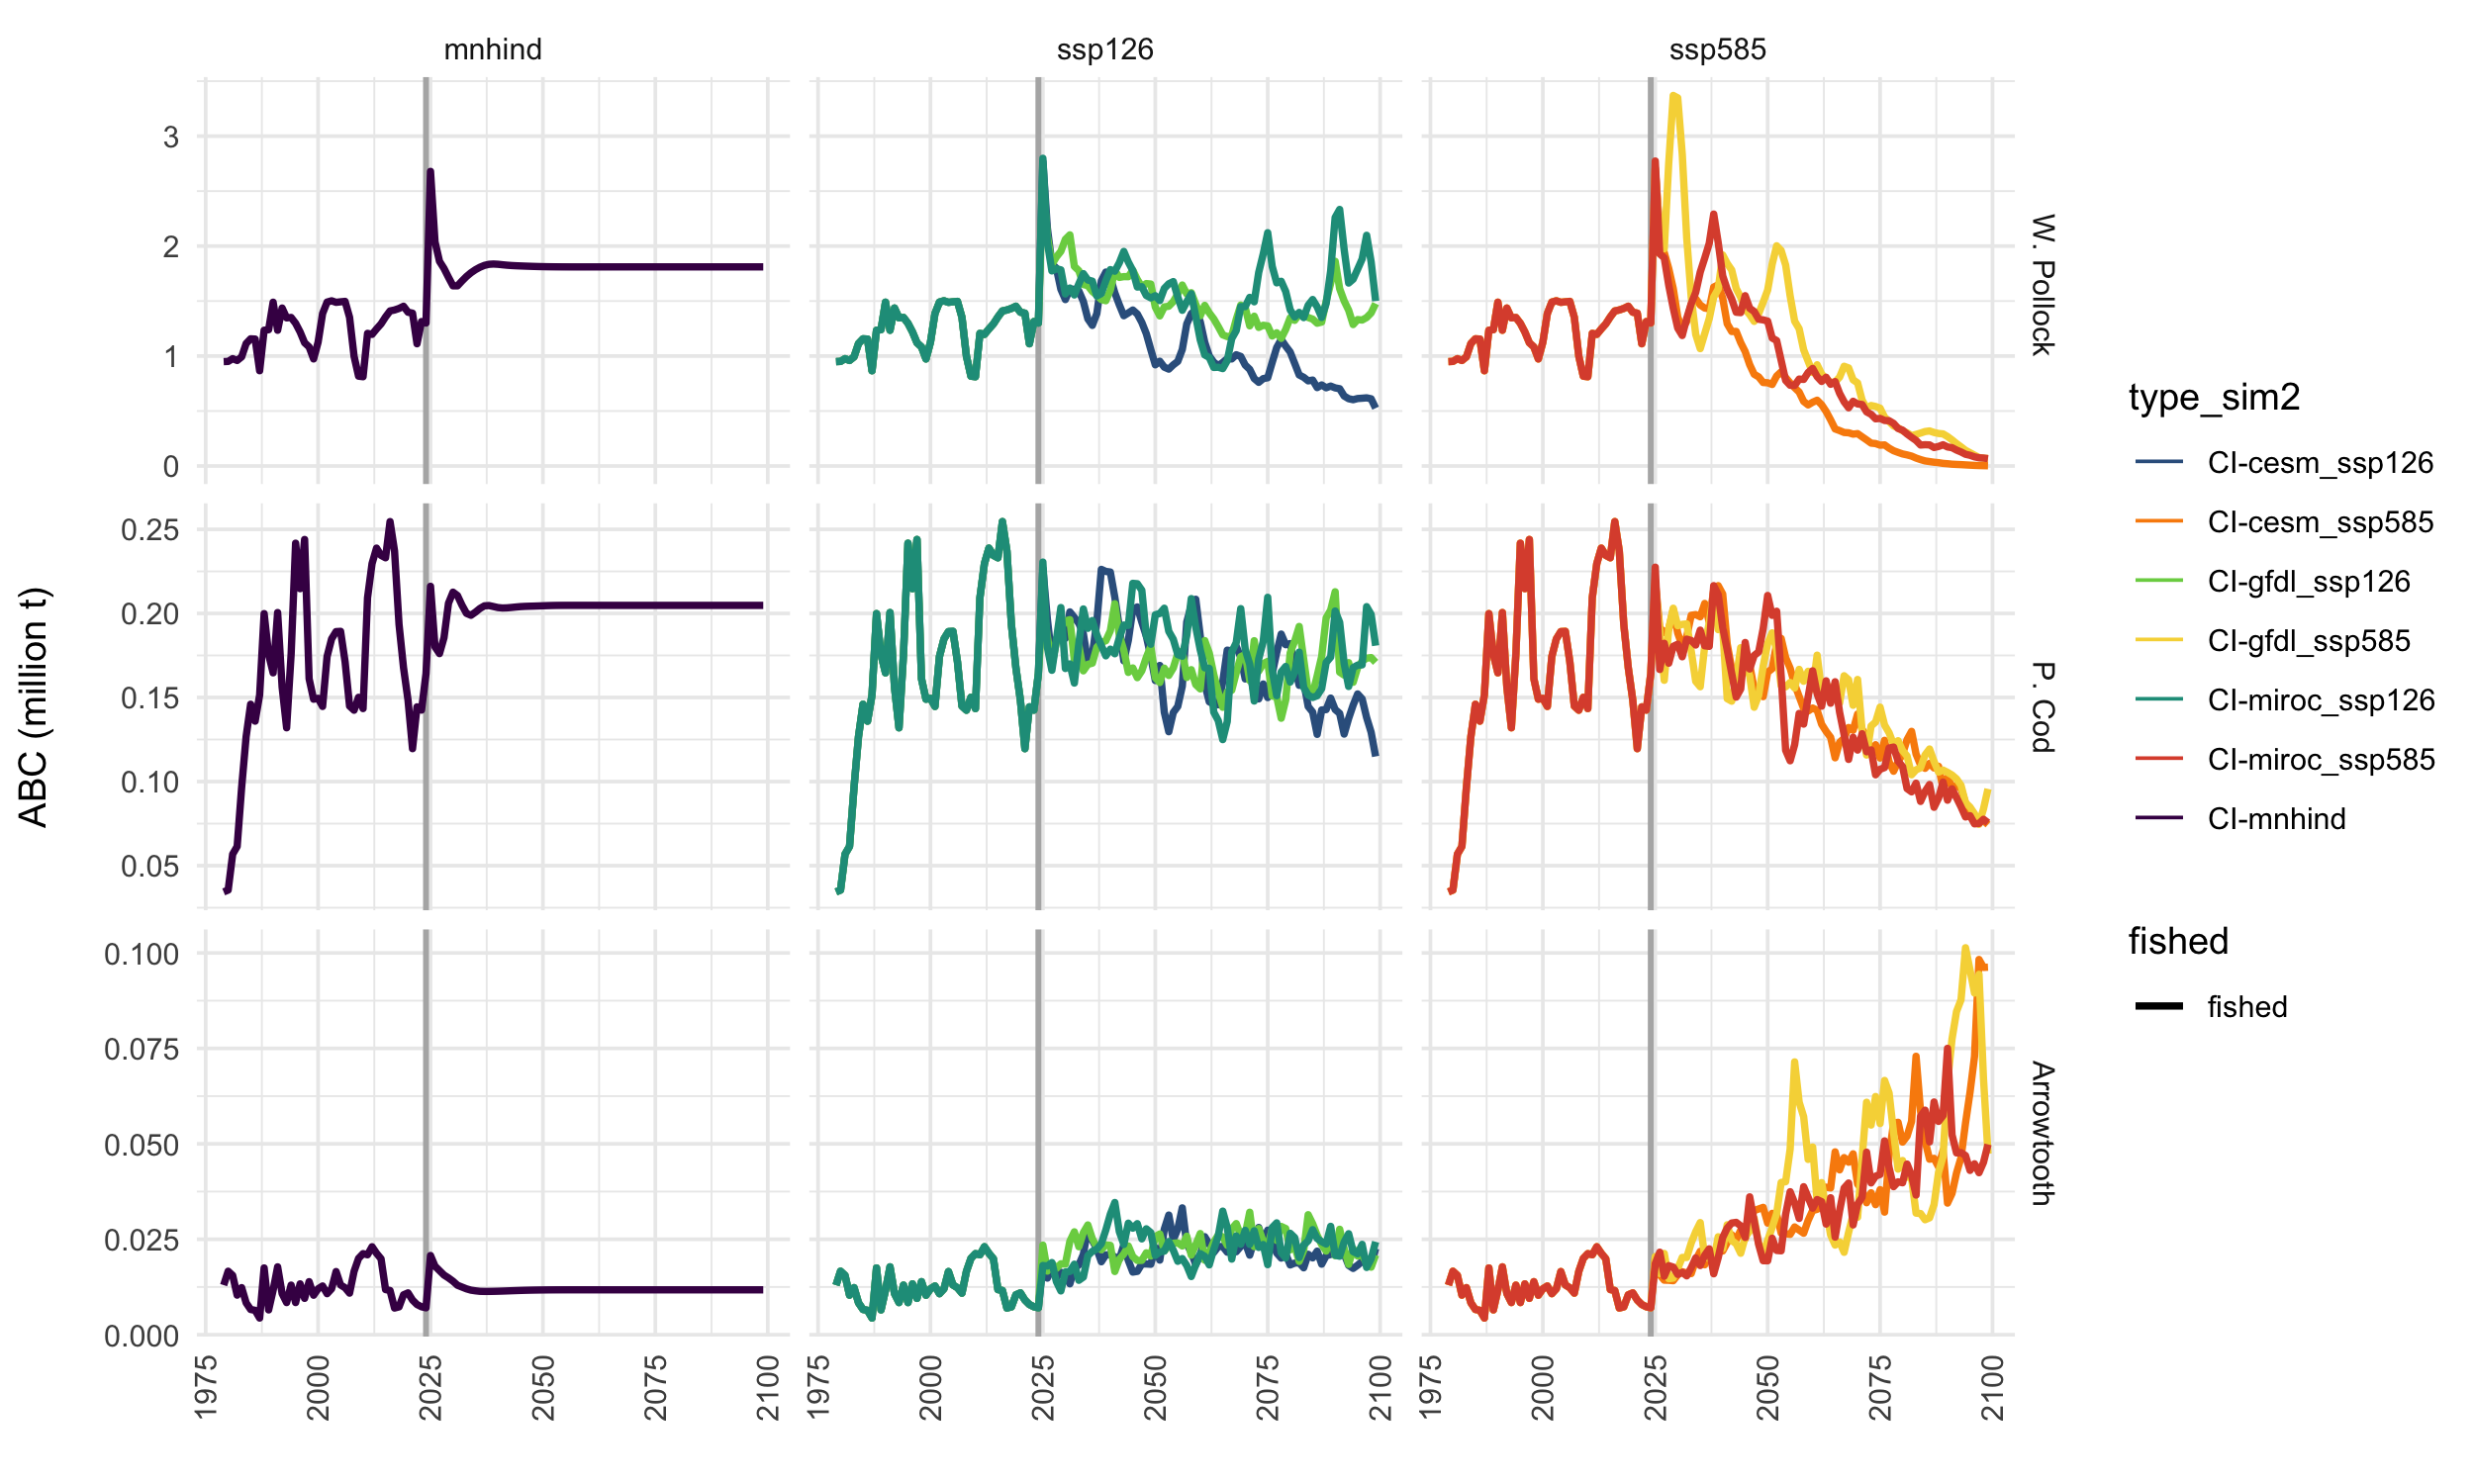 mnhind
ssp126
ssp585
ABC (million t)
3
2
1
0
W. Pollock
0.25
0.20
0.15
0.10
0.05
P. Cod
0.100
0.075
0.050
0.025
0.000
Arrowtooth
1975
2000
2025
2050
2075
2100
1975
2000
2025
2050
2075
2100
1975
2000
2025
2050
2075
2100
type_sim2
CI-cesm_ssp126
CI-cesm_ssp585
CI-gfdl_ssp126
CI-gfdl_ssp585
CI-miroc_ssp126
CI-miroc_ssp585
CI-mnhind
fished
fished